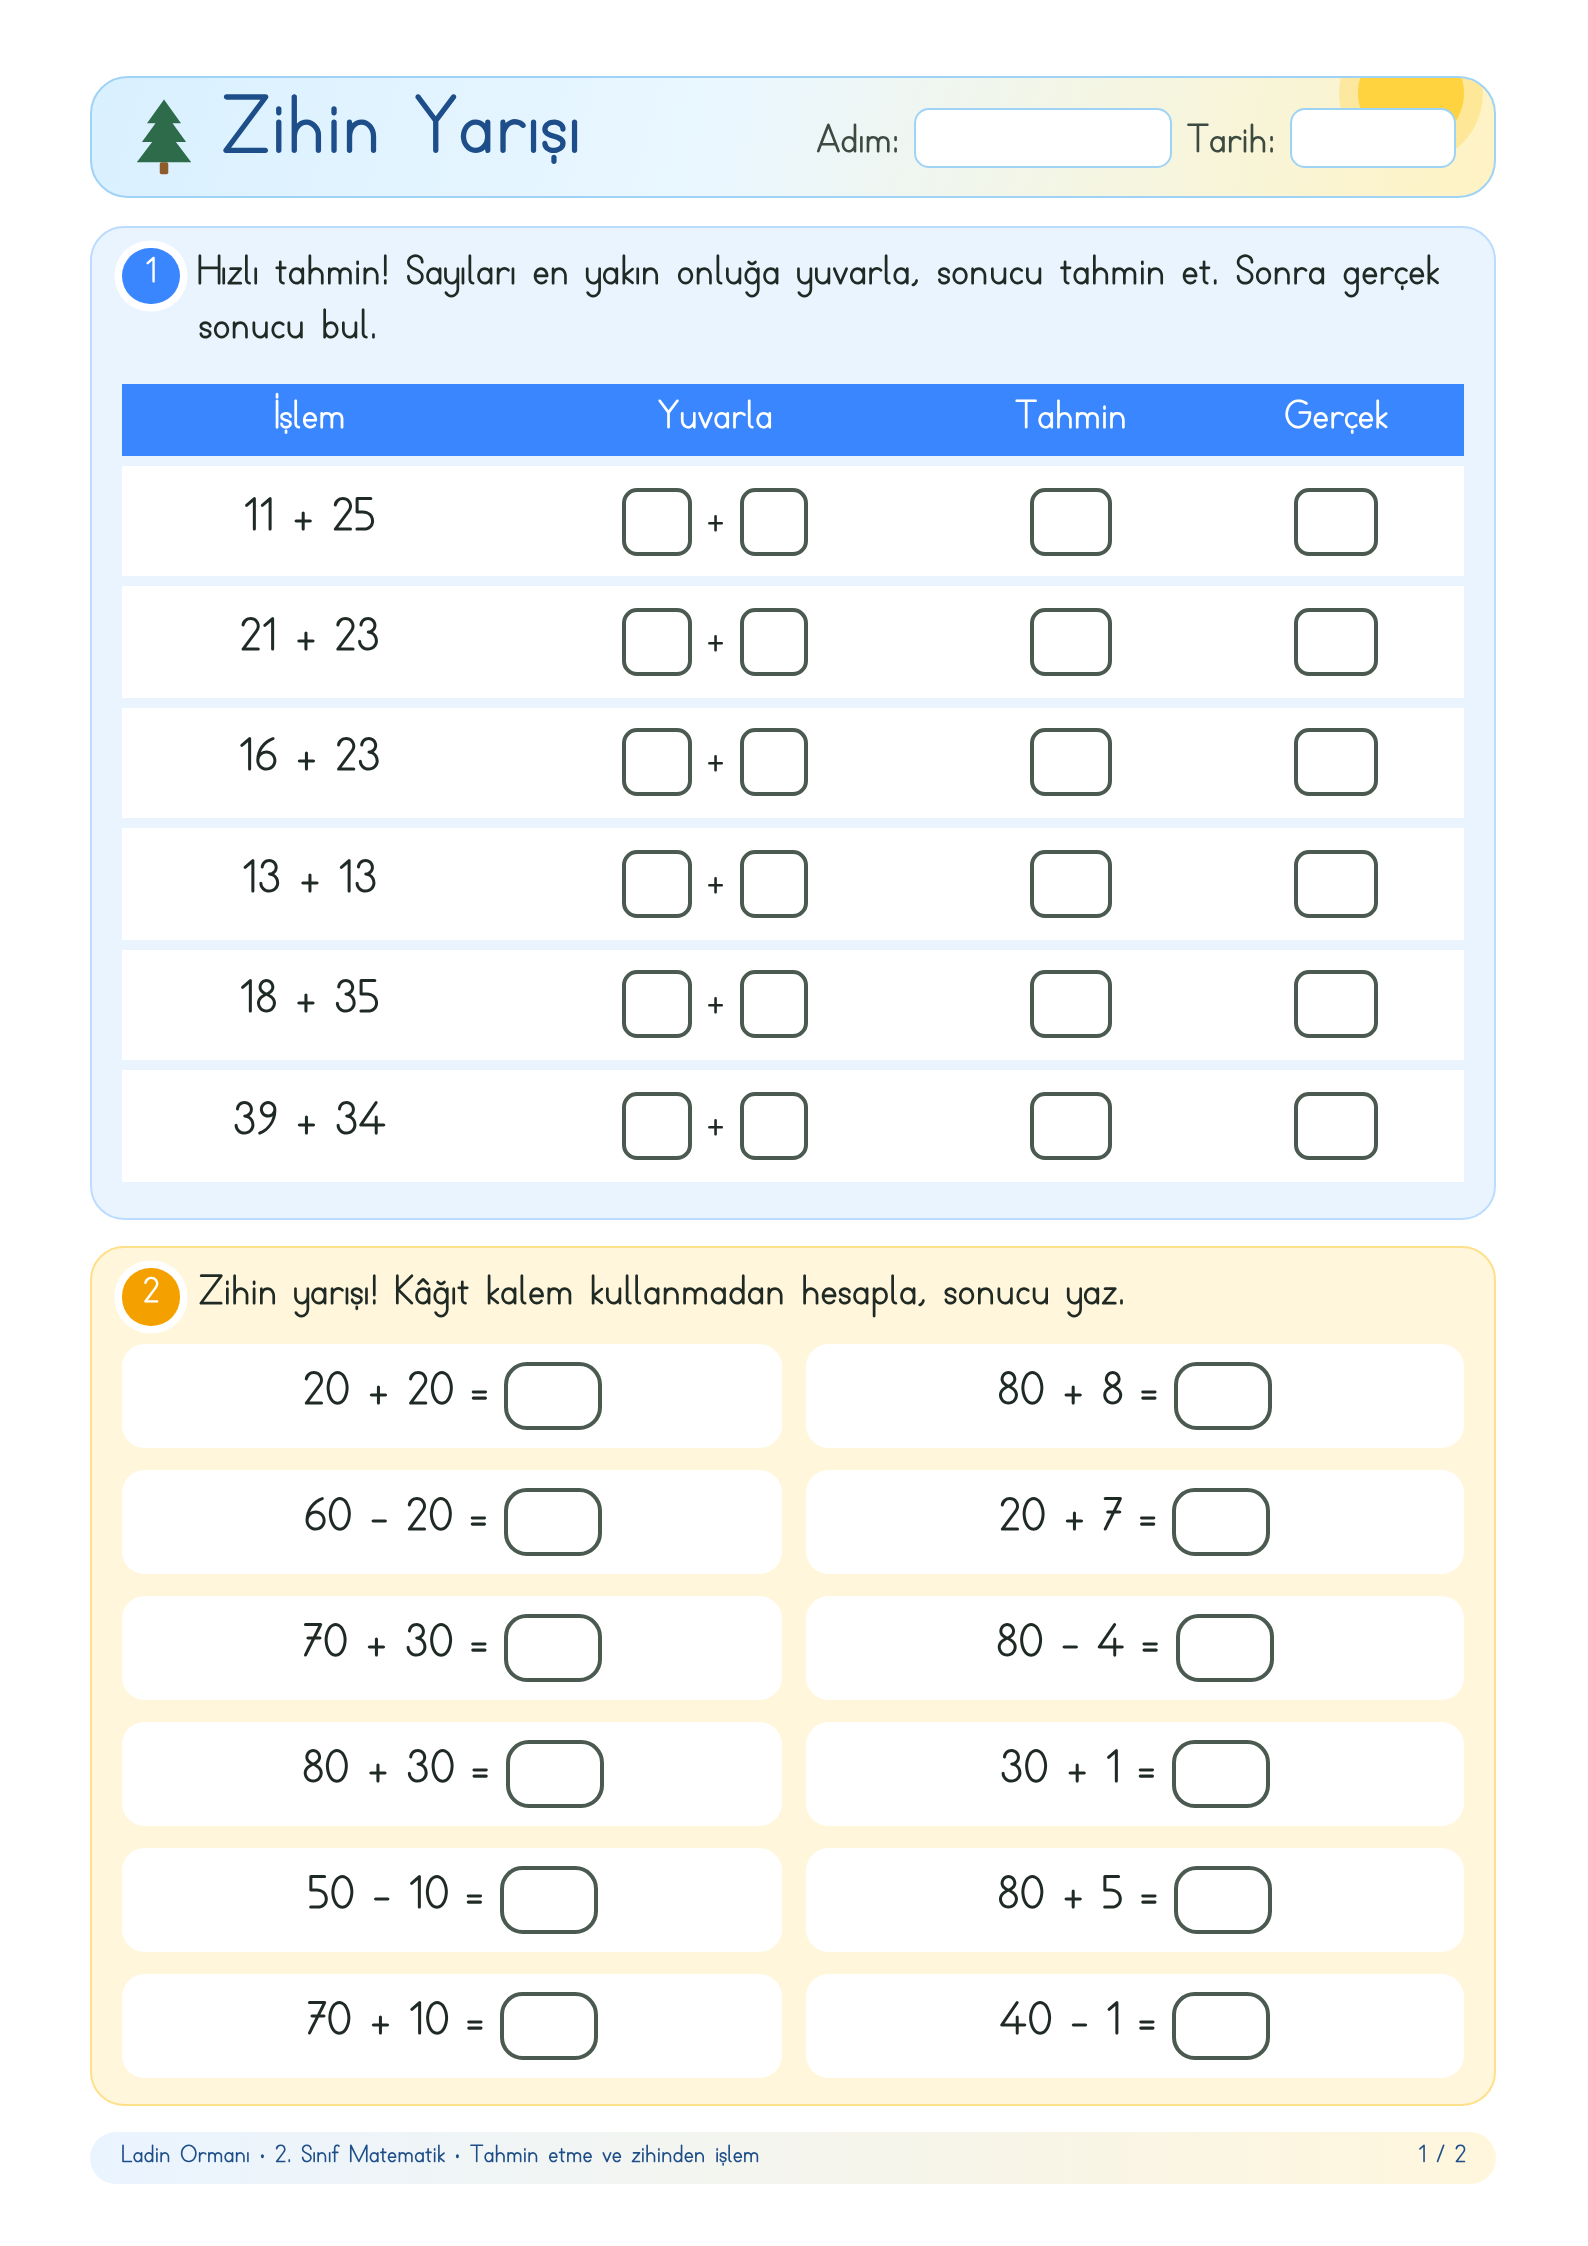 Zihin Yarışı
Adım: Tarih:
1 Hızlı tahmin! Sayıları en yakın onluğa yuvarla, sonucu tahmin et. Sonra gerçek
sonucu bul.
İşlem Yuvarla Tahmin Gerçek
11 + 25 +
21 + 23 +
16 + 23 +
13 + 13 +
18 + 35 +
39 + 34 +
2 Zihin yarışı! Kâğıt kalem kullanmadan hesapla, sonucu yaz.
20 + 20 = 80 + 8 =
60 - 20 = 20 + 7 =
70 + 30 = 80 - 4 =
80 + 30 = 30 + 1 =
50 - 10 = 80 + 5 =
70 + 10 = 40 - 1 =
Ladin Ormanı • 2. Sınıf Matematik • Tahmin etme ve zihinden işlem 1 / 2